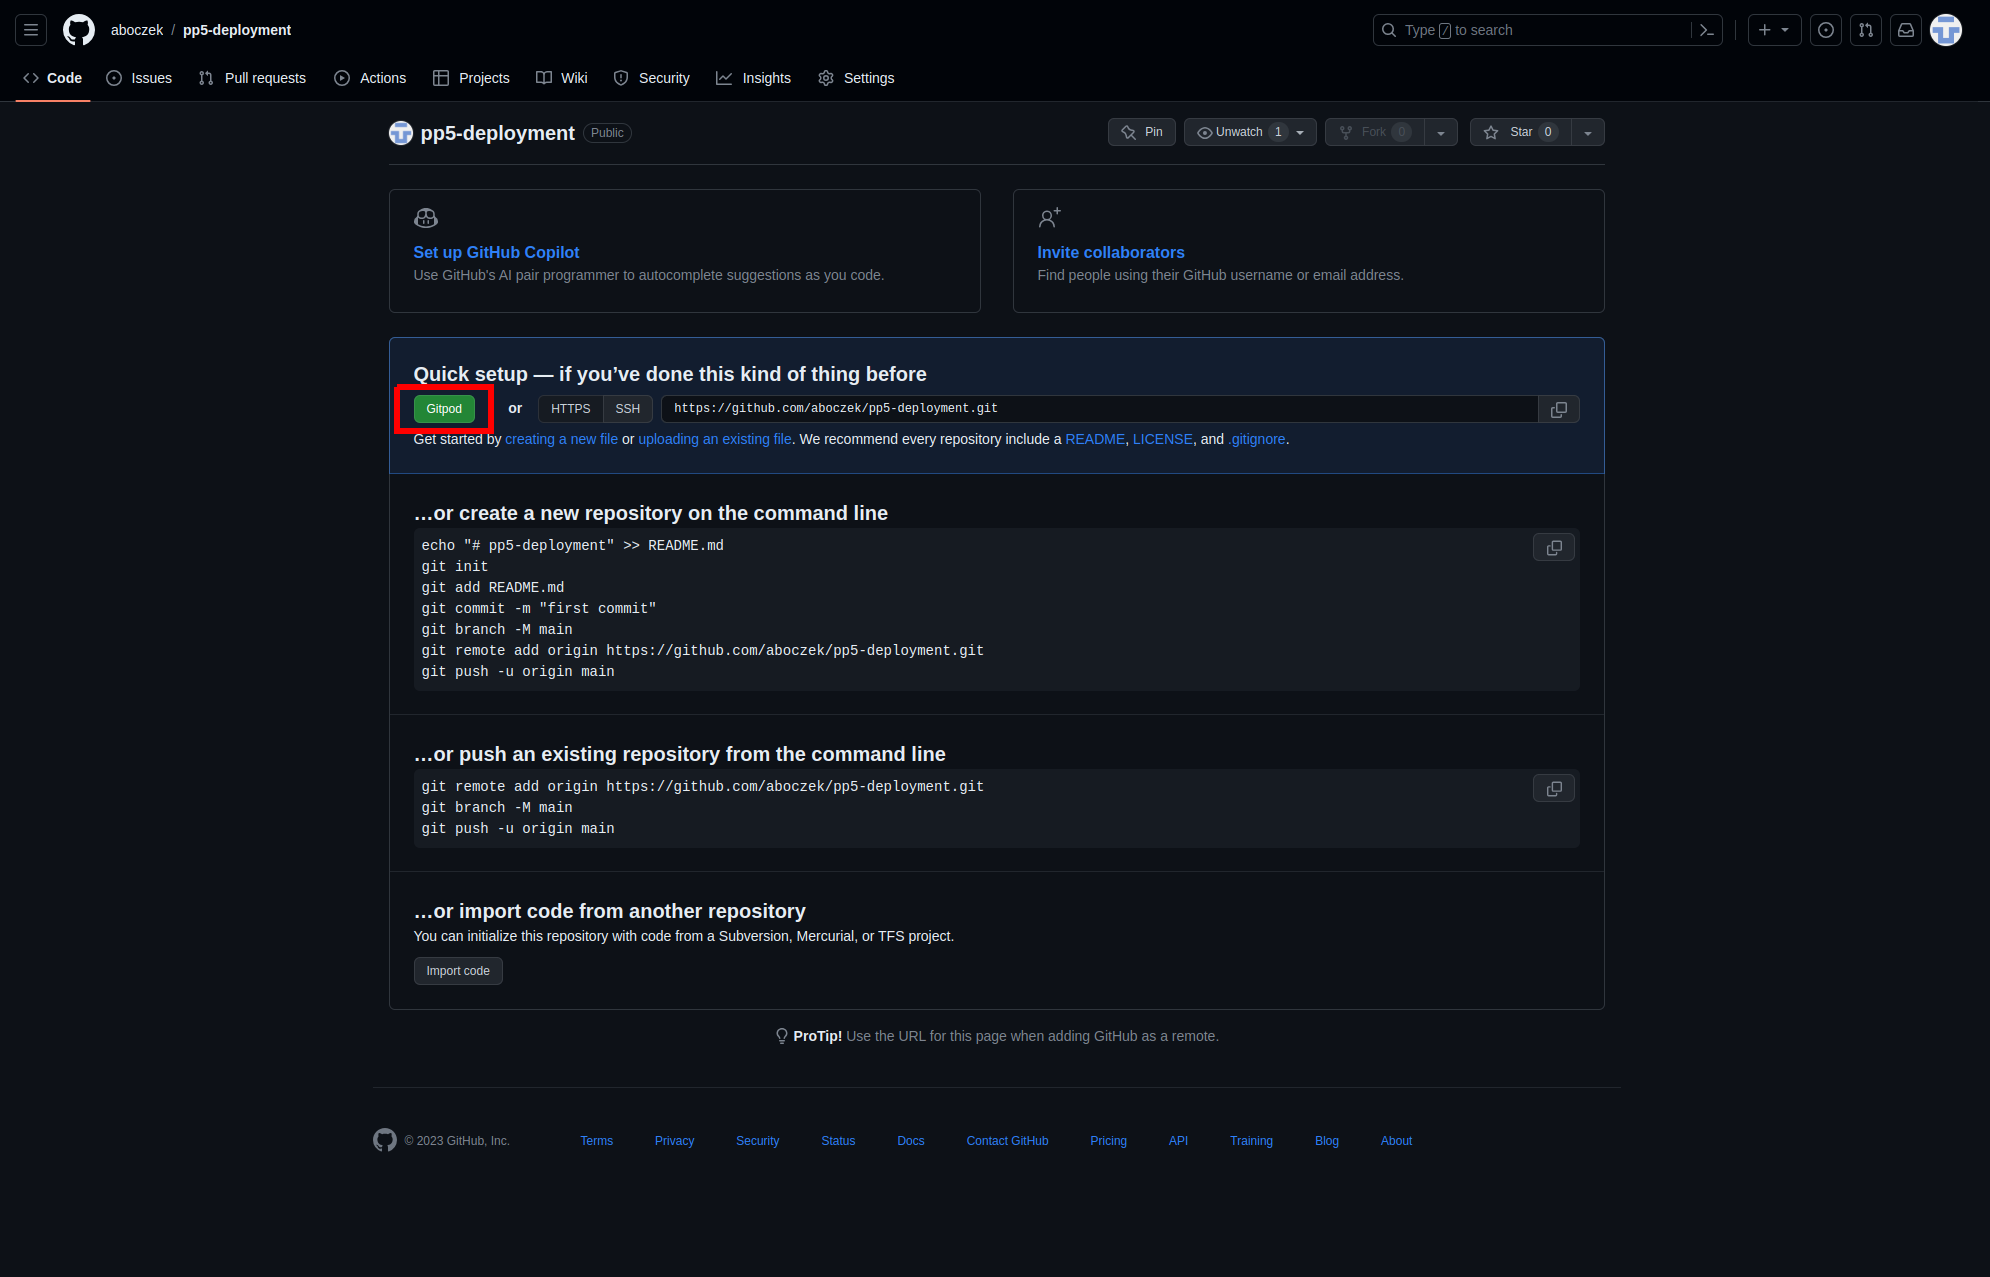 aboczek / pp5-deployment
Type / to search
Code Issues Pull requests Actions Projects Wiki Security Insights Settings
pp5-deployment Public
Pin Unwatch 1 Fork 0 Star 0
Set up GitHub Copilot
Use GitHub's AI pair programmer to autocomplete suggestions as you code.
Invite collaborators
Find people using their GitHub username or email address.
Quick setup — if you’ve done this kind of thing before
Gitpod or HTTPS SSH https://github.com/aboczek/pp5-deployment.git
Get started by creating a new file or uploading an existing file. We recommend every repository include a README, LICENSE, and .gitignore.
…or create a new repository on the command line
echo "# pp5-deployment" >> README.md
git init
git add README.md
git commit -m "first commit"
git branch -M main
git remote add origin https://github.com/aboczek/pp5-deployment.git
git push -u origin main
…or push an existing repository from the command line
git remote add origin https://github.com/aboczek/pp5-deployment.git
git branch -M main
git push -u origin main
…or import code from another repository
You can initialize this repository with code from a Subversion, Mercurial, or TFS project.
Import code
ProTip! Use the URL for this page when adding GitHub as a remote.
© 2023 GitHub, Inc. Terms Privacy Security Status Docs Contact GitHub Pricing API Training Blog About